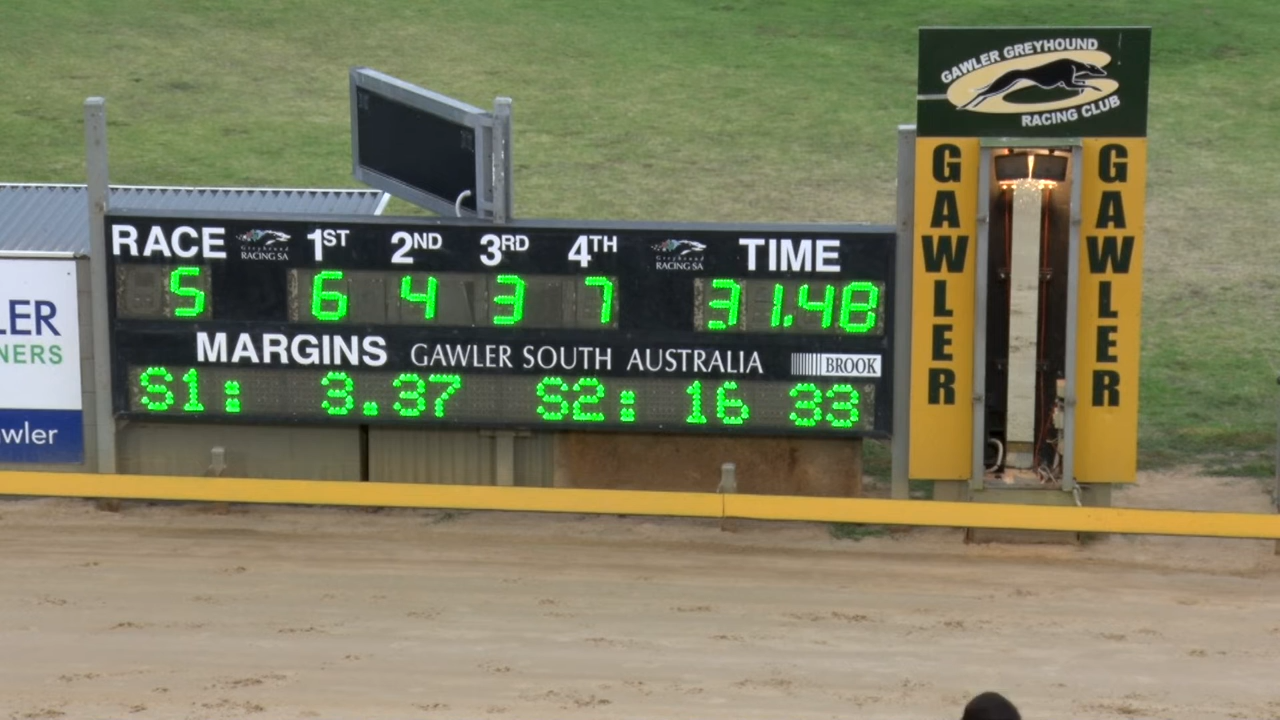 GAWLER GREYHOUND
RACING CLUB
GAWLER
GAWLER
RACE
Greyhound
RACING SA
1ST 2ND 3RD 4TH
Greyhound
RACING SA
TIME
5 6 4 3 7 31.48
MARGINS GAWLER SOUTH AUSTRALIA BROOK
S1: 3.37 S2: 16 33
LER
NERS
wler